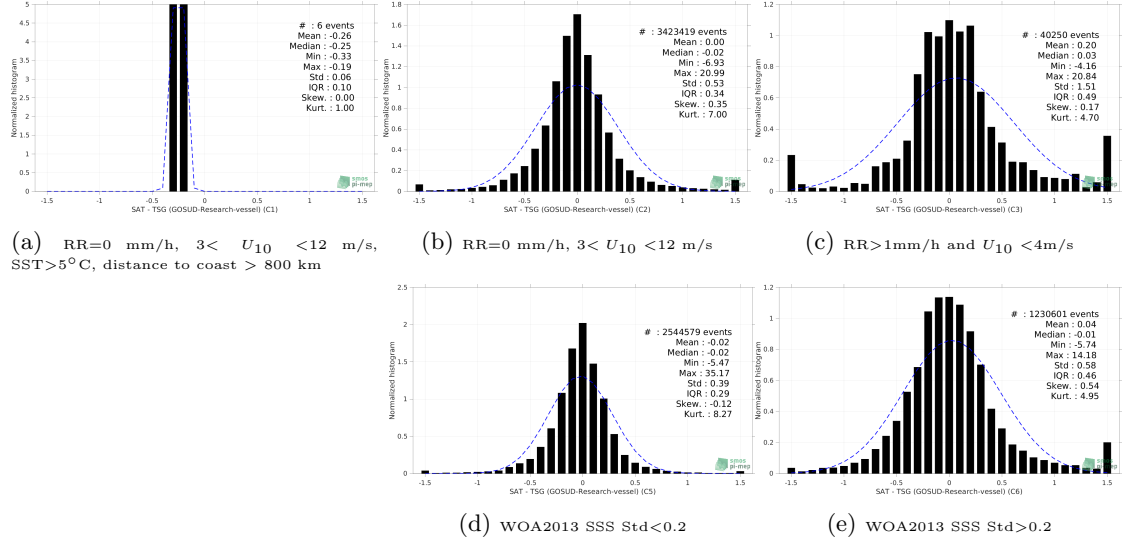 5
4.5
4
3.5
3
2.5
2
1.5
1
0.5
0
Normalized histogram
# : 6 events
Mean : -0.26
Median : -0.25
Min : -0.33
Max : -0.19
Std : 0.06
IQR : 0.10
Skew. : 0.00
Kurt. : 1.00
smos
pi-mep
-1.5 -1 -0.5 0 0.5 1 1.5
SAT - TSG (GOSUD-Research-vessel) (C1)
(a) RR=0 mm/h, 3< U10 <12 m/s,
SST>5°C, distance to coast > 800 km
1.8
1.6
1.4
1.2
1.0
0.8
0.6
0.4
0.2
0
Normalized histogram
# : 3423419 events
Mean : 0.00
Median : -0.02
Min : -6.93
Max : 20.99
Std : 0.53
IQR : 0.34
Skew. : 0.35
Kurt. : 7.00
smos
pi-mep
-1.5 -1 -0.5 0 0.5 1 1.5
SAT - TSG (GOSUD-Research-vessel) (C2)
(b) RR=0 mm/h, 3< U10 <12 m/s
1.2
1
0.8
0.6
0.4
0.2
0
Normalized histogram
# : 40250 events
Mean : 0.20
Median : 0.03
Min : -4.16
Max : 20.84
Std : 1.51
IQR : 0.49
Skew. : 0.17
Kurt. : 4.70
smos
pi-mep
-1.5 -1 -0.5 0 0.5 1 1.5
SAT - TSG (GOSUD-Research-vessel) (C3)
(c) RR>1mm/h and U10 <4m/s
2.5
2
1.5
1
0.5
0
Normalized histogram
# : 2544579 events
Mean : -0.02
Median : -0.02
Min : -5.47
Max : 35.17
Std : 0.39
IQR : 0.29
Skew. : -0.12
Kurt. : 8.27
smos
pi-mep
-1.5 -1 -0.5 0 0.5 1 1.5
SAT - TSG (GOSUD-Research-vessel) (C5)
(d) WOA2013 SSS Std<0.2
1.2
1
0.8
0.6
0.4
0.2
0
Normalized histogram
# : 1230601 events
Mean : 0.04
Median : -0.01
Min : -5.74
Max : 14.18
Std : 0.58
IQR : 0.46
Skew. : 0.54
Kurt. : 4.95
smos
pi-mep
-1.5 -1 -0.5 0 0.5 1 1.5
SAT - TSG (GOSUD-Research-vessel) (C6)
(e) WOA2013 SSS Std>0.2